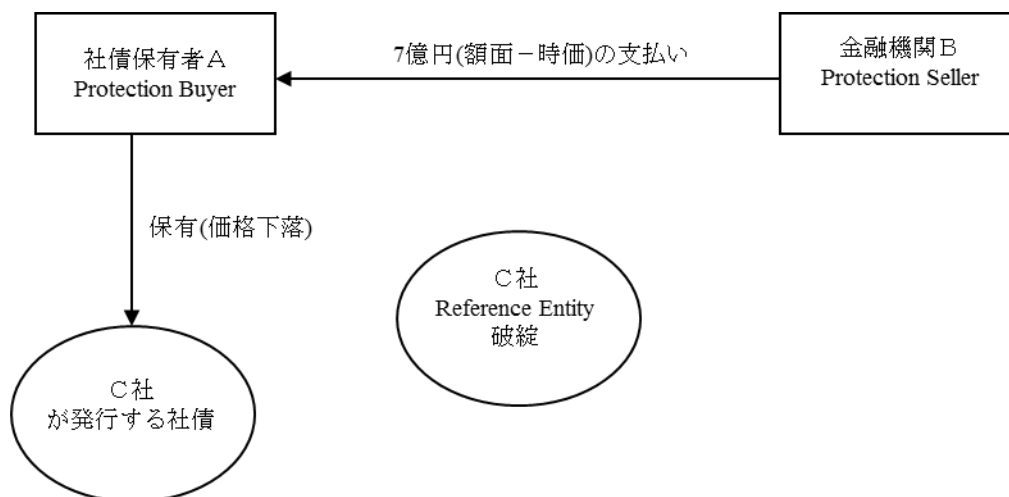 社債保有者Ａ
Protection Buyer
7億円(額面－時価)の支払い
金融機関Ｂ
Protection Seller
保有(価格下落)
Ｃ社
Reference Entity
破綻
Ｃ社
が発行する社債